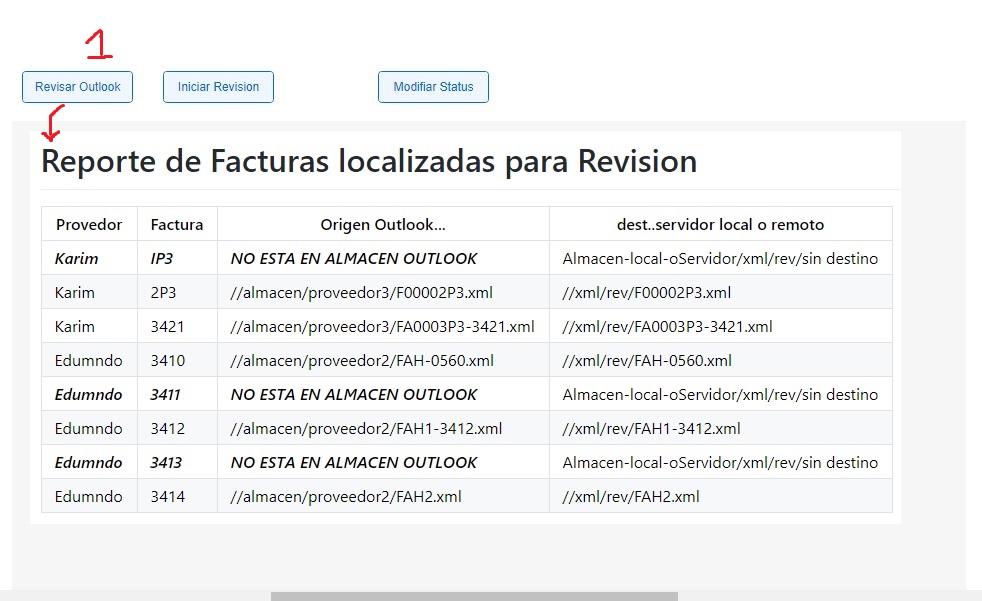 1
Revisar Outlook Iniciar Revision Modifiar Status
Reporte de Facturas localizadas para Revision
Provedor Factura Origen Outlook... dest..servidor local o remoto
Karim IP3 NO ESTA EN ALMACEN OUTLOOK Almacen-local-oServidor/xml/rev/sin destino
Karim 2P3 //almacen/proveedor3/F00002P3.xml //xml/rev/F00002P3.xml
Karim 3421 //almacen/proveedor3/FA0003P3-3421.xml //xml/rev/FA0003P3-3421.xml
Edumndo 3410 //almacen/proveedor2/FAH-0560.xml //xml/rev/FAH-0560.xml
Edumndo 3411 NO ESTA EN ALMACEN OUTLOOK Almacen-local-oServidor/xml/rev/sin destino
Edumndo 3412 //almacen/proveedor2/FAH1-3412.xml //xml/rev/FAH1-3412.xml
Edumndo 3413 NO ESTA EN ALMACEN OUTLOOK Almacen-local-oServidor/xml/rev/sin destino
Edumndo 3414 //almacen/proveedor2/FAH2.xml //xml/rev/FAH2.xml